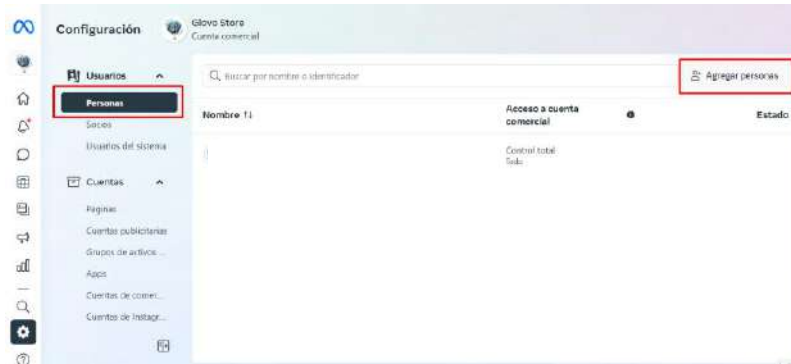 Configuración
Glovo Store
Cuenta comercial
Usuarios
Buscar por nombre o identificador
Agregar personas
Personas
Nombre ↑↓
Acceso a cuenta
comercial
Estado
Socios
Usuarios del sistema
Control total
Todo
Cuentas
Páginas
Cuentas publicitarias
Grupos de activos ...
Apps
Cuentas de comer...
Cuentas de Instagr...